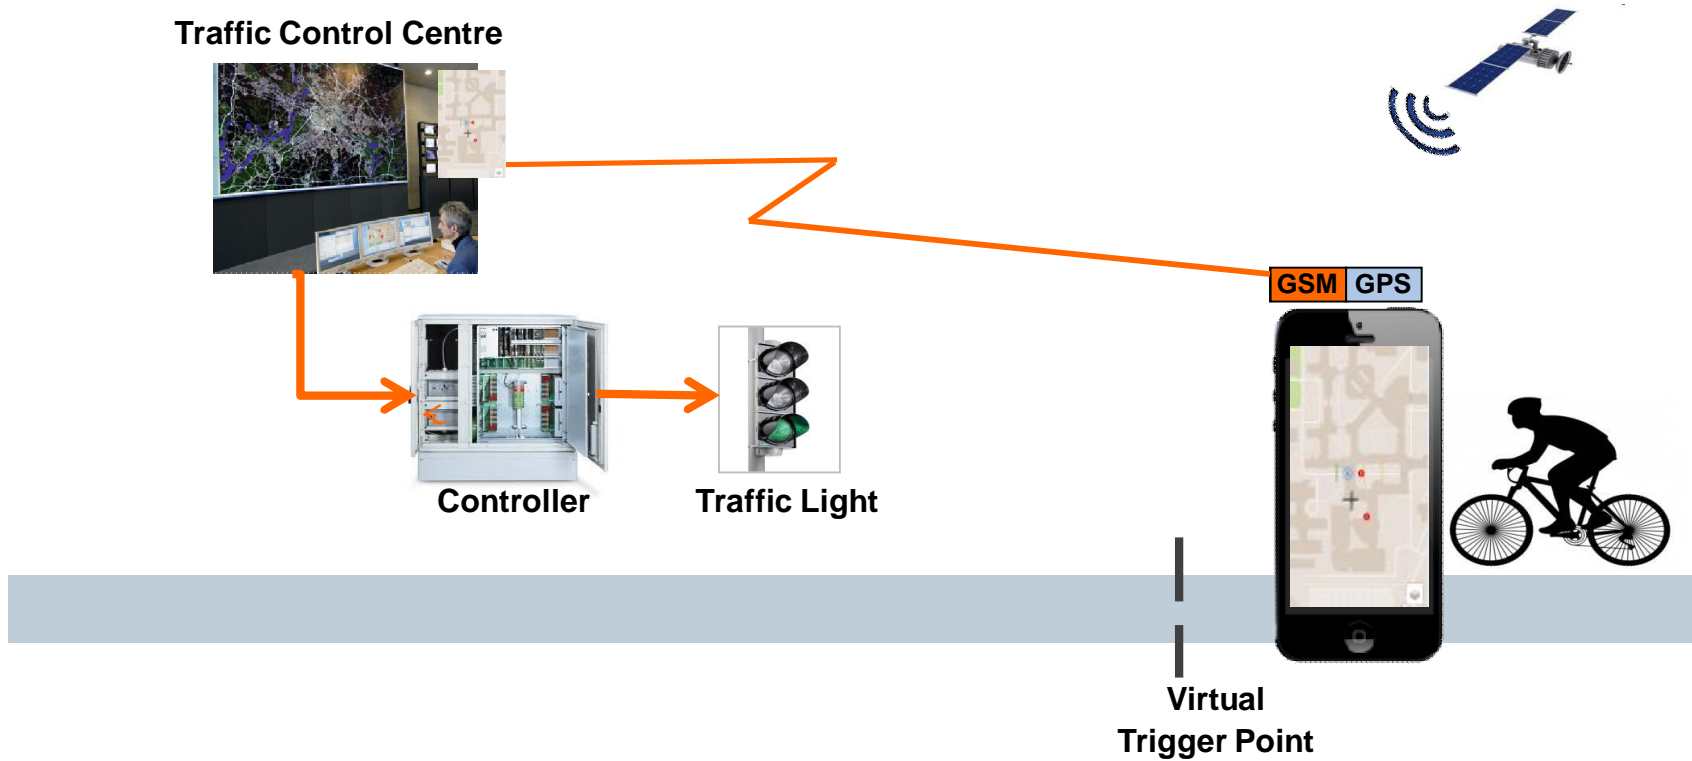 Traffic Control Centre
GSM GPS
Controller
Traffic Light
Virtual
Trigger Point